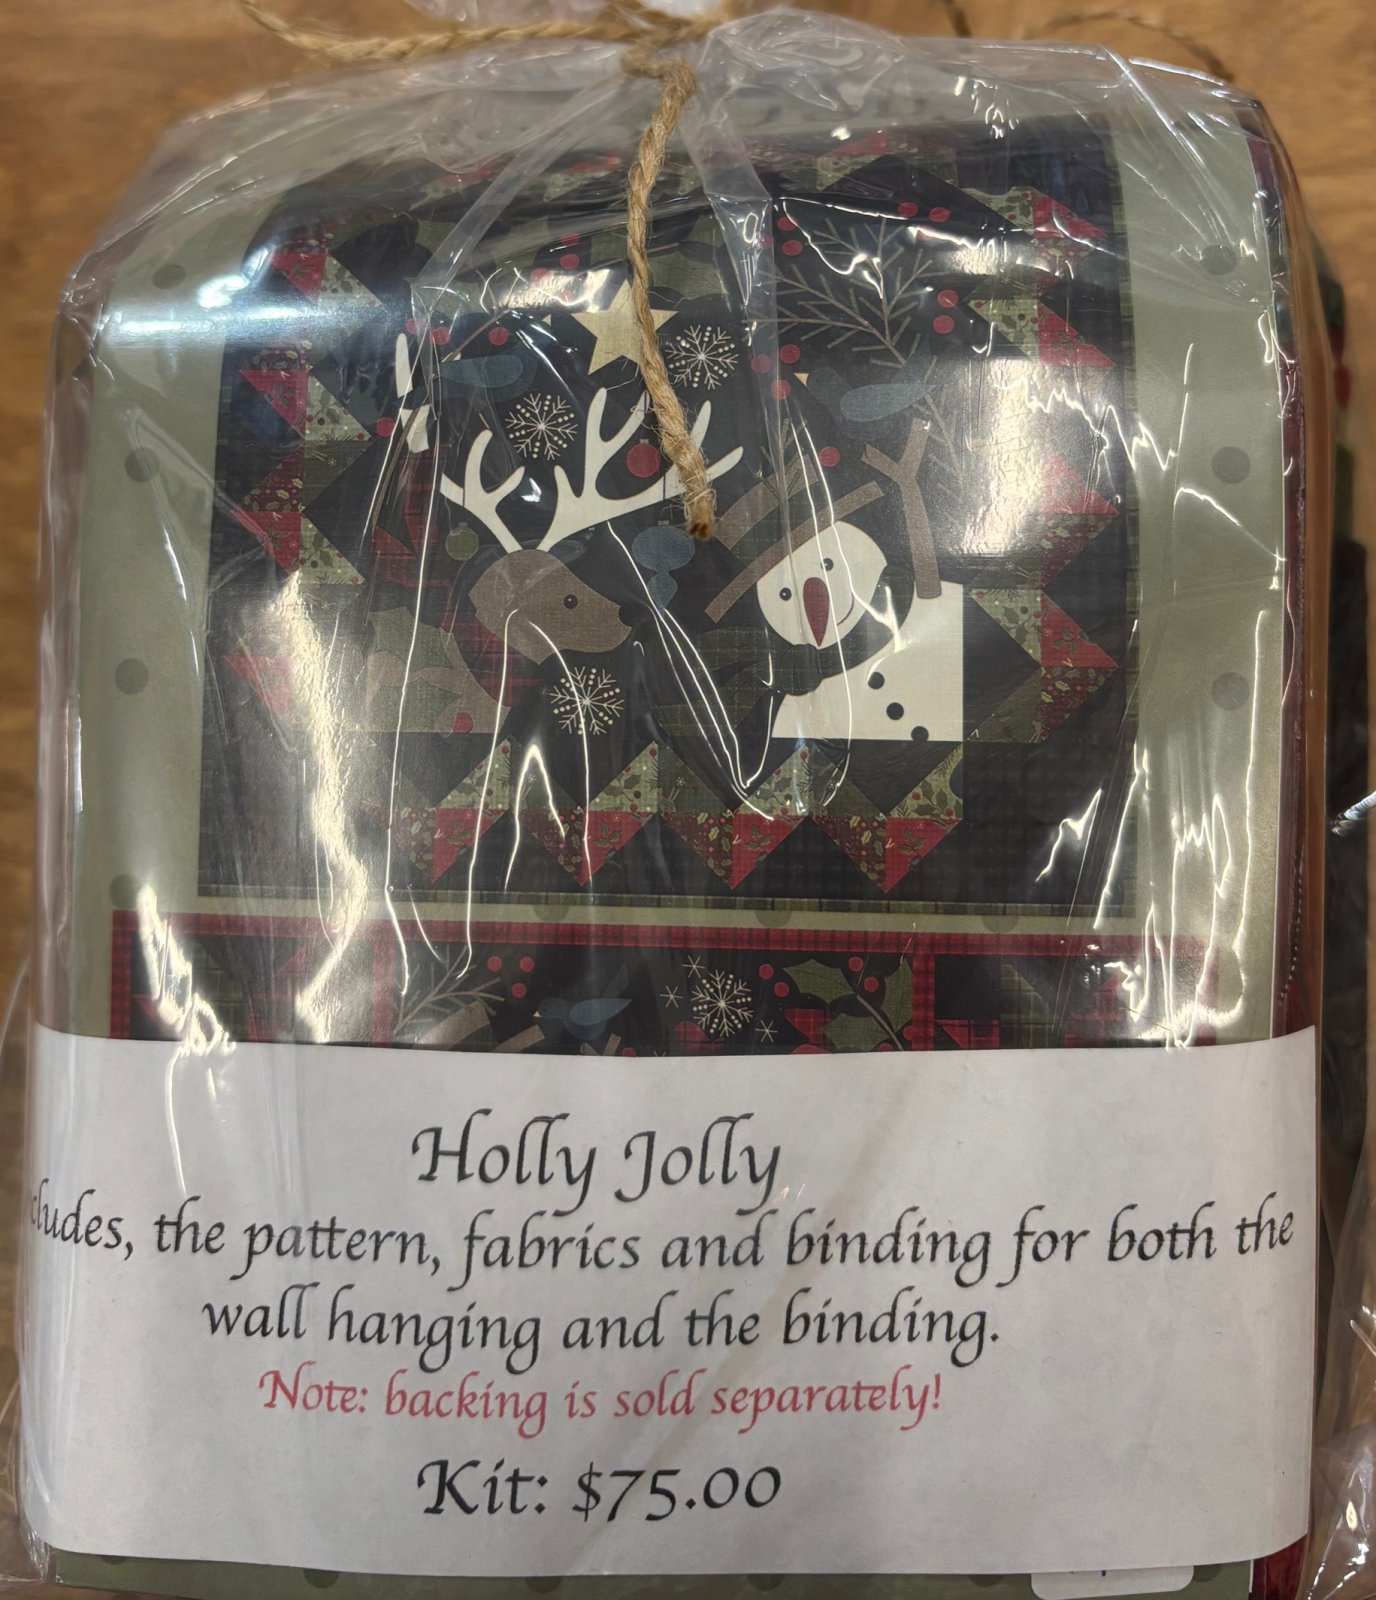 Holly Jolly
cludes, the pattern, fabrics and binding for both the
wall hanging and the binding.
Note: backing is sold separately!
Kit: $75.00